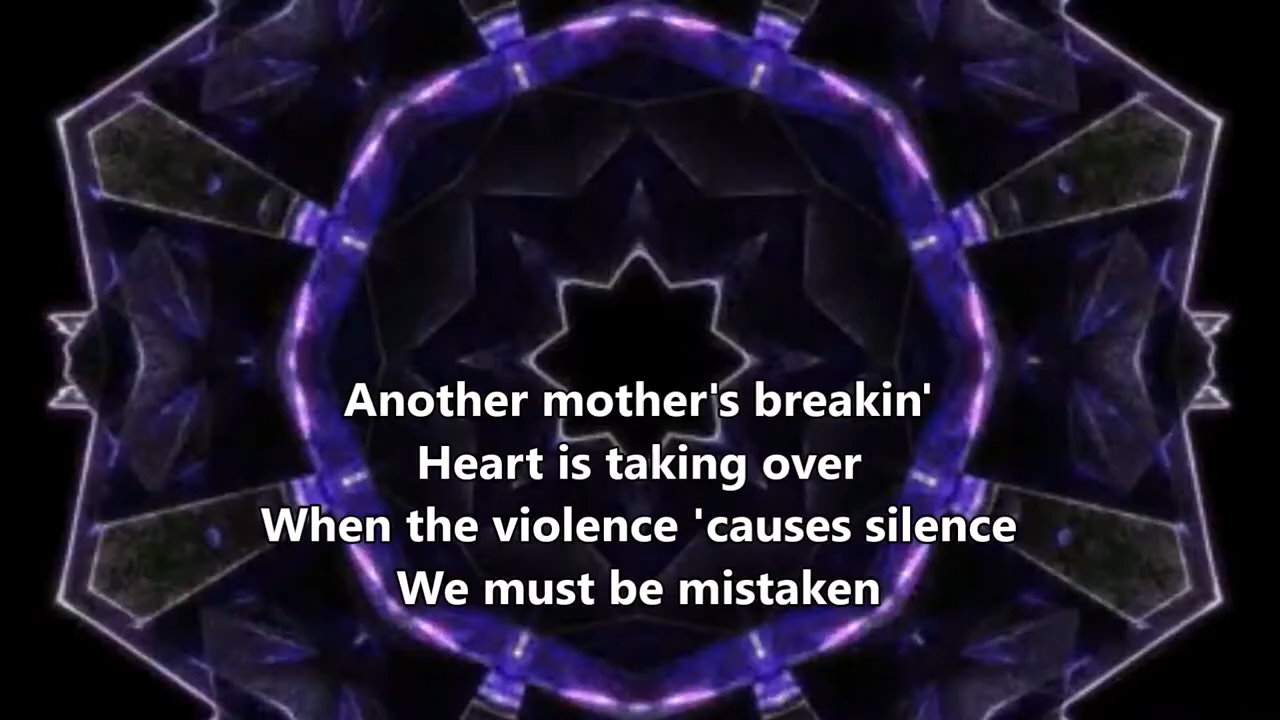 Another mother's breakin'
Heart is taking over
When the violence 'causes silence
We must be mistaken